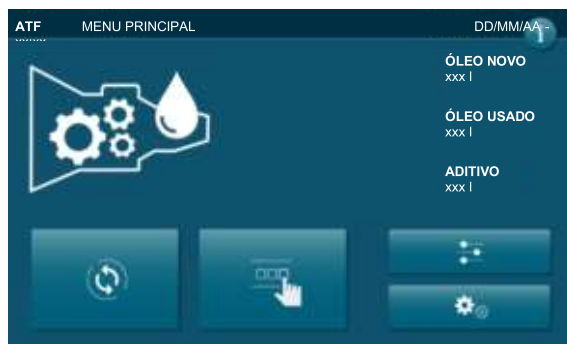 ATF MENU PRINCIPAL DD/MM/AA -
ÓLEO NOVO
xxx l
ÓLEO USADO
xxx l
ADITIVO
xxx l